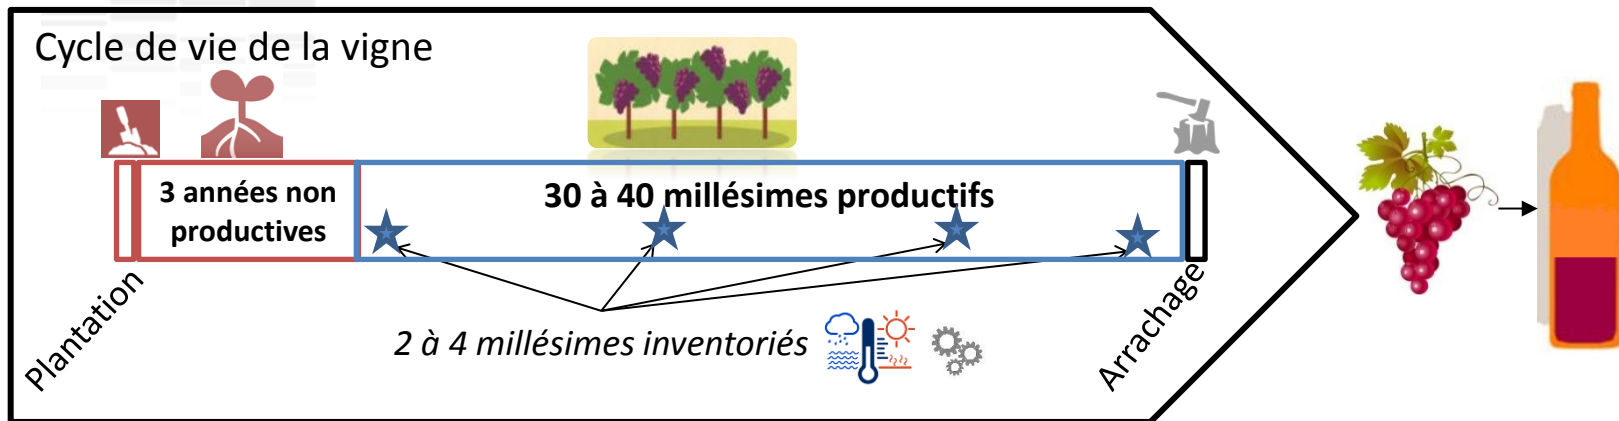 Cycle de vie de la vigne
3 années non
productives
30 à 40 millésimes productifs
Plantation
2 à 4 millésimes inventoriés
Arrachage